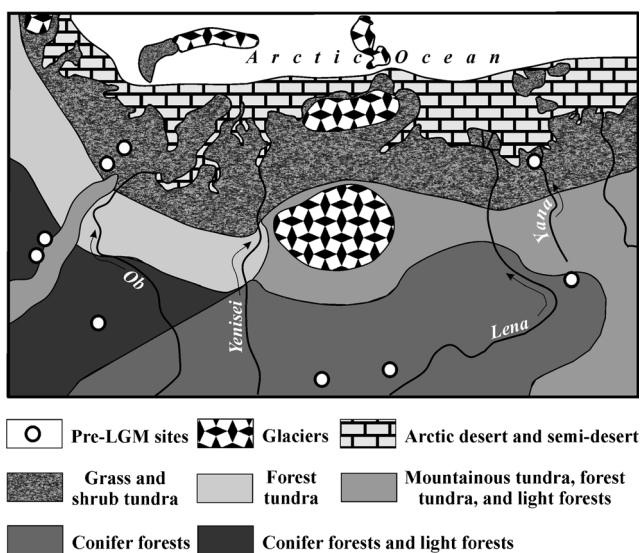 Arctic Ocean
Ob
Yenisei
Lena
Yana
Pre-LGM sites
Glaciers
Arctic desert and semi-desert
Grass and
shrub tundra
Forest
tundra
Mountainous tundra, forest
tundra, and light forests
Conifer forests
Conifer forests and light forests